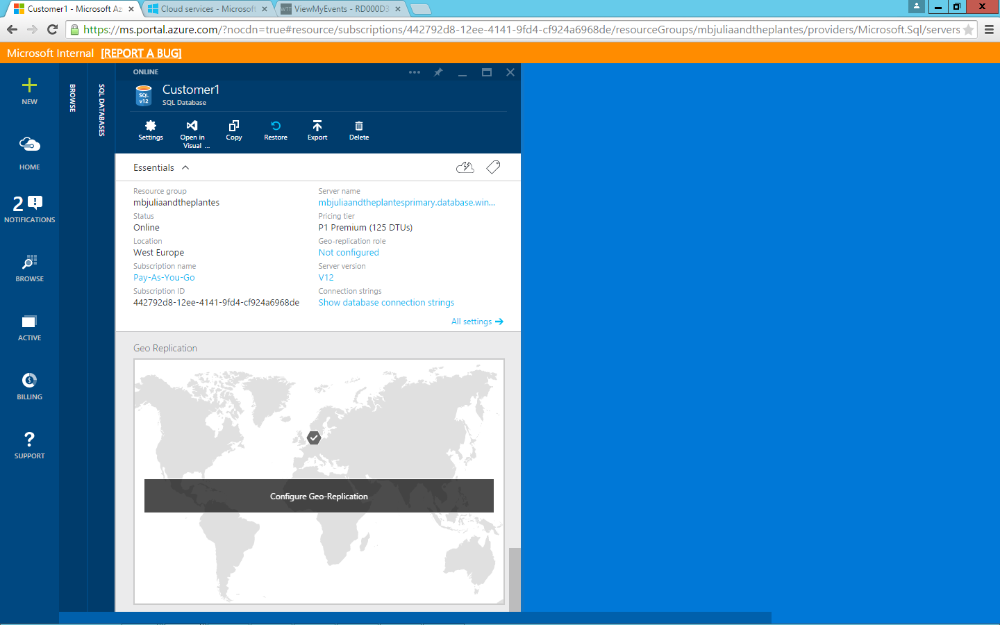 Customer1 - Microsoft Az
Cloud services - Microsoft
WTT
ViewMyEvents - RD000D3
https://ms.portal.azure.com/?nocdn=true#resource/subscriptions/442792d8-12ee-4141-9fd4-cf924a6968de/resourceGroups/mbjuliaandtheplantes/providers/Microsoft.Sql/servers
Microsoft Internal [REPORT A BUG]
NEW
HOME
2
NOTIFICATIONS
BROWSE
ACTIVE
BILLING
?
SUPPORT
BROWSE
SQL DATABASES
ONLINE
SQL
v12
Customer1
SQL Database
Settings
Open in
Visual ...
Copy
Restore
Export
Delete
Essentials
Resource group
mbjuliaandtheplantes
Status
Online
Location
West Europe
Subscription name
Pay-As-You-Go
Subscription ID
442792d8-12ee-4141-9fd4-cf924a6968de
Server name
mbjuliaandtheplantesprimary.database.win...
Pricing tier
P1 Premium (125 DTUs)
Geo-replication role
Not configured
Server version
V12
Connection strings
Show database connection strings
All settings
Geo Replication
Configure Geo-Replication